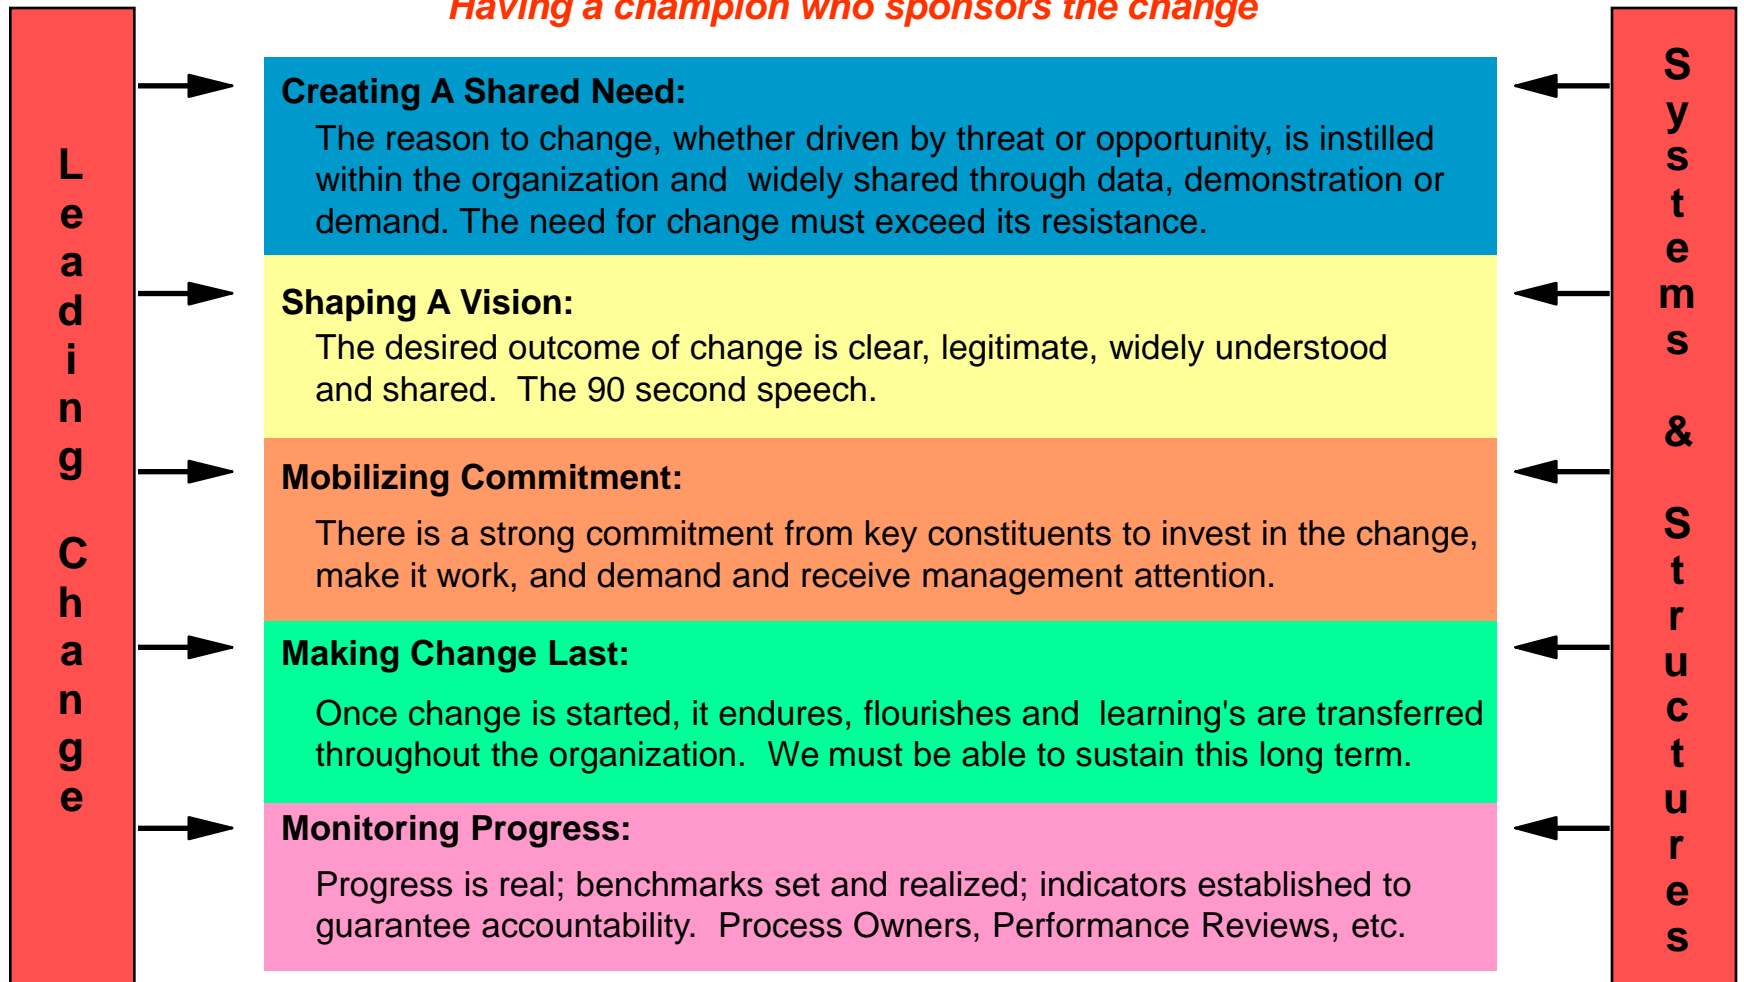 Having a champion who sponsors the change
Leading Change
Creating A Shared Need:
The reason to change, whether driven by threat or opportunity, is instilled
within the organization and  widely shared through data, demonstration or
demand. The need for change must exceed its resistance.
Shaping A Vision:
The desired outcome of change is clear, legitimate, widely understood
and shared.  The 90 second speech.
Mobilizing Commitment:
There is a strong commitment from key constituents to invest in the change,
make it work, and demand and receive management attention.
Making Change Last:
Once change is started, it endures, flourishes and  learning's are transferred
throughout the organization.  We must be able to sustain this long term.
Monitoring Progress:
Progress is real; benchmarks set and realized; indicators established to
guarantee accountability.  Process Owners, Performance Reviews, etc.
Systems & Structures